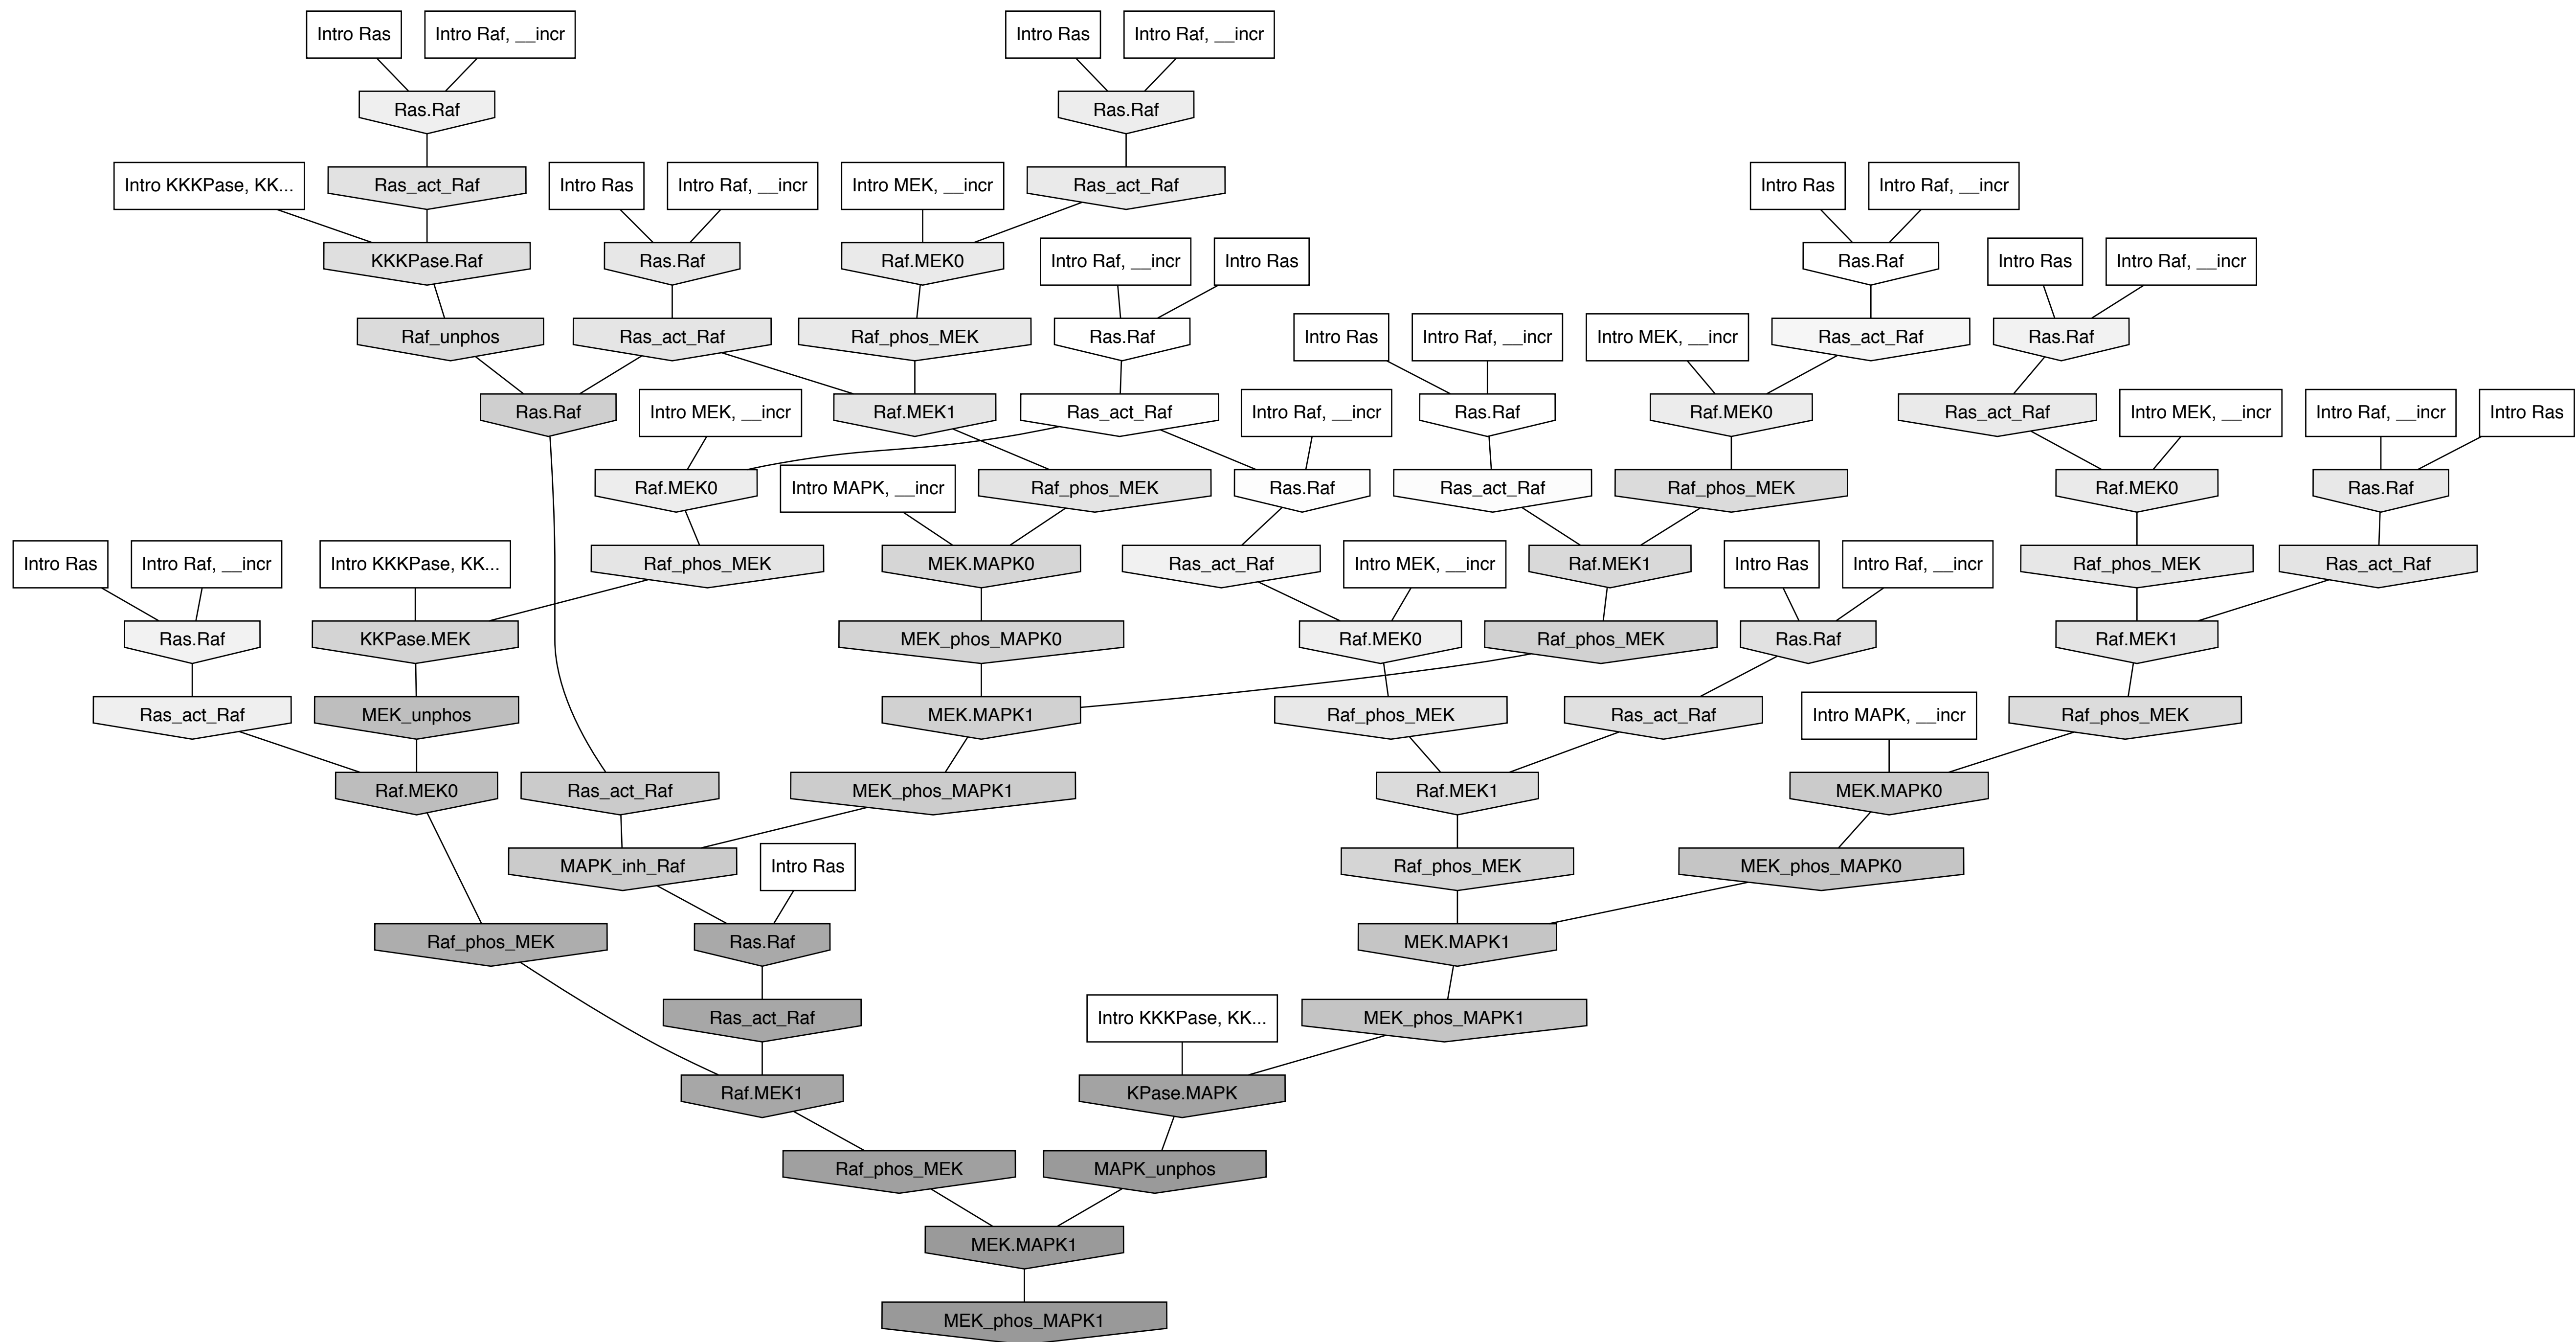 Intro Ras
Intro Raf, __incr
Intro Ras
Intro Raf, __incr
Ras.Raf
Ras.Raf
Intro KKKPase, KK...
Ras_act_Raf
Intro Ras
Intro Raf, __incr
Intro MEK, __incr
Ras_act_Raf
Intro Ras
Intro Raf, __incr
KKKPase.Raf
Ras.Raf
Raf.MEK0
Intro Raf, __incr
Intro Ras
Ras.Raf
Intro Ras
Intro Raf, __incr
Raf_unphos
Ras_act_Raf
Raf_phos_MEK
Ras.Raf
Intro Ras
Intro Raf, __incr
Intro MEK, __incr
Ras_act_Raf
Ras.Raf
Ras.Raf
Intro MEK, __incr
Raf.MEK1
Ras_act_Raf
Intro Raf, __incr
Ras.Raf
Raf.MEK0
Ras_act_Raf
Intro MEK, __incr
Intro Raf, __incr
Intro Ras
Raf.MEK0
Intro MAPK, __incr
Raf_phos_MEK
Ras.Raf
Ras_act_Raf
Raf_phos_MEK
Raf.MEK0
Ras.Raf
Intro Ras
Intro Raf, __incr
Intro KKKPase, KK...
Raf_phos_MEK
MEK.MAPK0
Ras_act_Raf
Intro MEK, __incr
Raf.MEK1
Intro Ras
Intro Raf, __incr
Raf_phos_MEK
Ras_act_Raf
Ras.Raf
KKPase.MEK
MEK_phos_MAPK0
Raf.MEK0
Raf_phos_MEK
Ras.Raf
Raf.MEK1
Ras_act_Raf
MEK_unphos
MEK.MAPK1
Raf_phos_MEK
Ras_act_Raf
Intro MAPK, __incr
Raf_phos_MEK
Raf.MEK0
Ras_act_Raf
MEK_phos_MAPK1
Raf.MEK1
MEK.MAPK0
MAPK_inh_Raf
Intro Ras
Raf_phos_MEK
MEK_phos_MAPK0
Raf_phos_MEK
Ras.Raf
MEK.MAPK1
Ras_act_Raf
Intro KKKPase, KK...
MEK_phos_MAPK1
Raf.MEK1
KPase.MAPK
Raf_phos_MEK
MAPK_unphos
MEK.MAPK1
MEK_phos_MAPK1